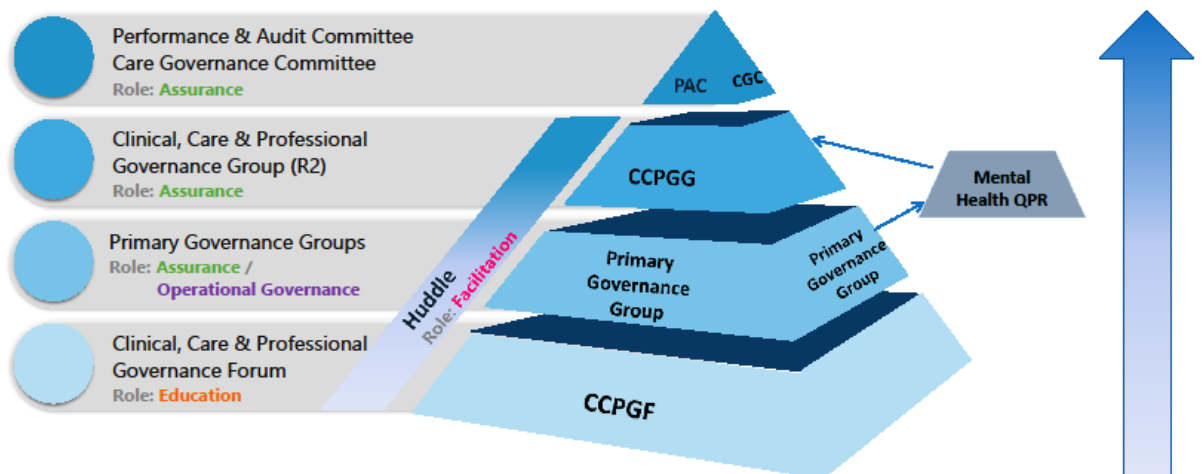 Performance & Audit Committee
Care Governance Committee
Role: Assurance
Clinical, Care & Professional
Governance Group (R2)
Role: Assurance
Primary Governance Groups
Role: Assurance /
Operational Governance
Clinical, Care & Professional
Governance Forum
Role: Education
Huddle
Role: Facilitation
PAC
CGC
CCPGG
Primary
Governance
Group
Primary
Governance
Group
CCPGF
Mental
Health QPR